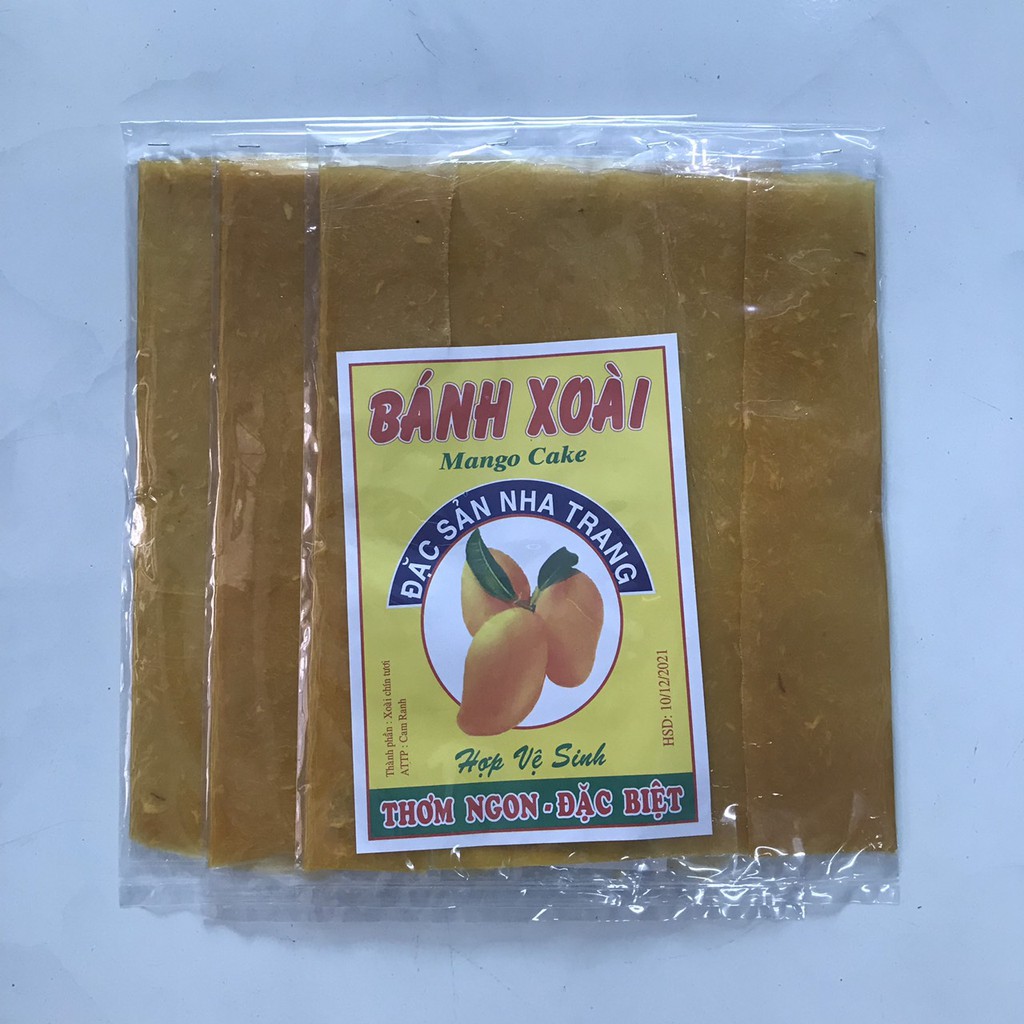 BÁNH XOÀI
Mango Cake
ĐẶC SẢN NHA TRANG
Thành phần : Xoài chín tươi
ATTP : Cam Ranh
HSD: 10/12/2021
Hợp Vệ Sinh
THƠM NGON - ĐẶC BIỆT